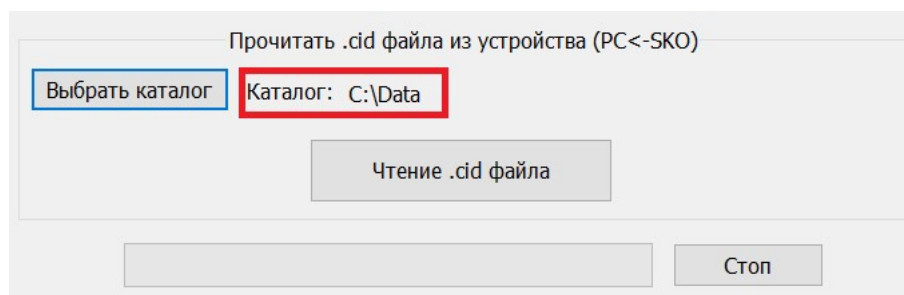 Прочитать .cid файла из устройства (PC<-SKO)
Выбрать каталог Каталог: C:\Data
Чтение .cid файла
Стоп